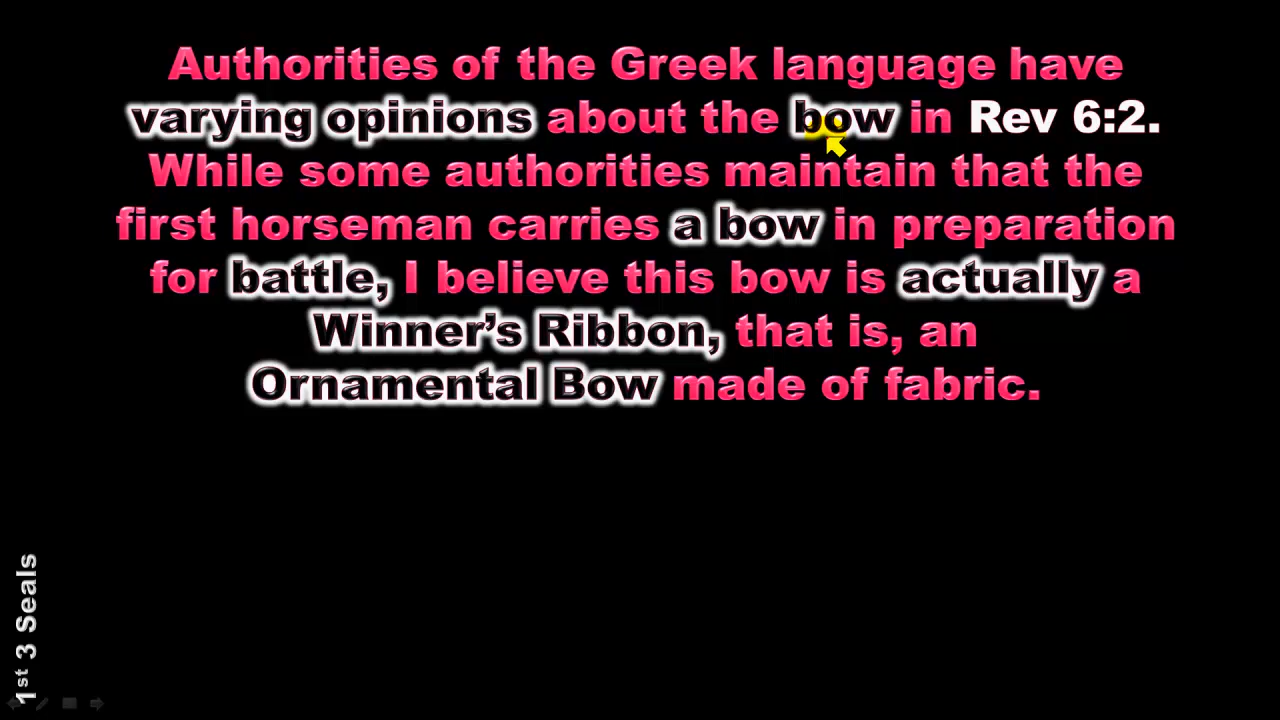 Authorities of the Greek language have
varying opinions about the bow in Rev 6:2.
While some authorities maintain that the
first horseman carries a bow in preparation
for battle, I believe this bow is actually a
Winner’s Ribbon, that is, an
Ornamental Bow made of fabric.
1st 3 Seals